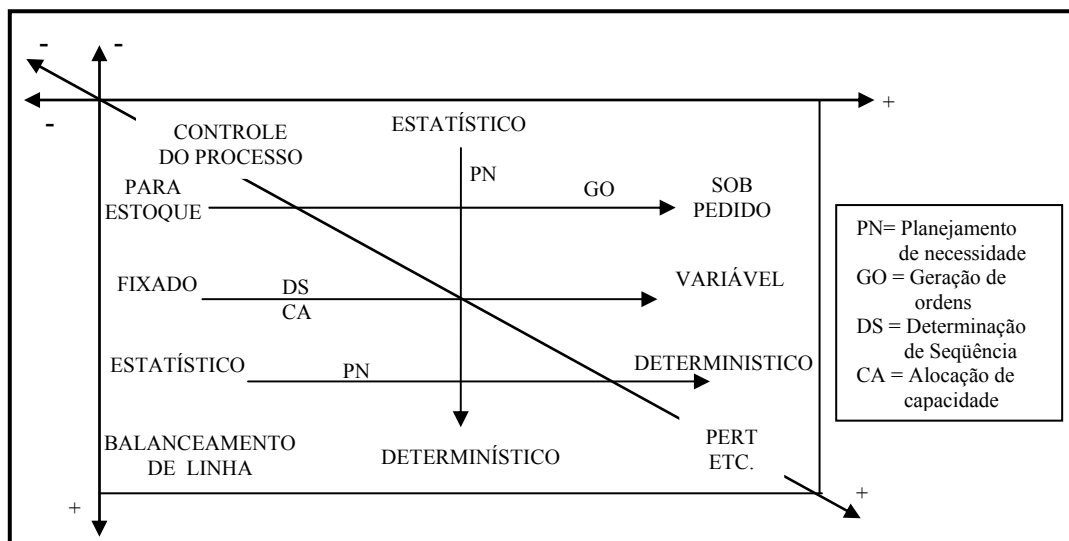 -
-
-
+
ESTATÍSTICO
CONTROLE
DO PROCESSO
PN
PARA
ESTOQUE
GO
SOB
PEDIDO
FIXADO
DS
CA
VARIÁVEL
ESTATÍSTICO
PN
DETERMINISTICO
BALANCEAMENTO
DE LINHA
DETERMINÍSTICO
PERT
ETC.
+
+
PN= Planejamento
de necessidade
GO = Geração de
ordens
DS = Determinação
de Seqüência
CA = Alocação de
capacidade